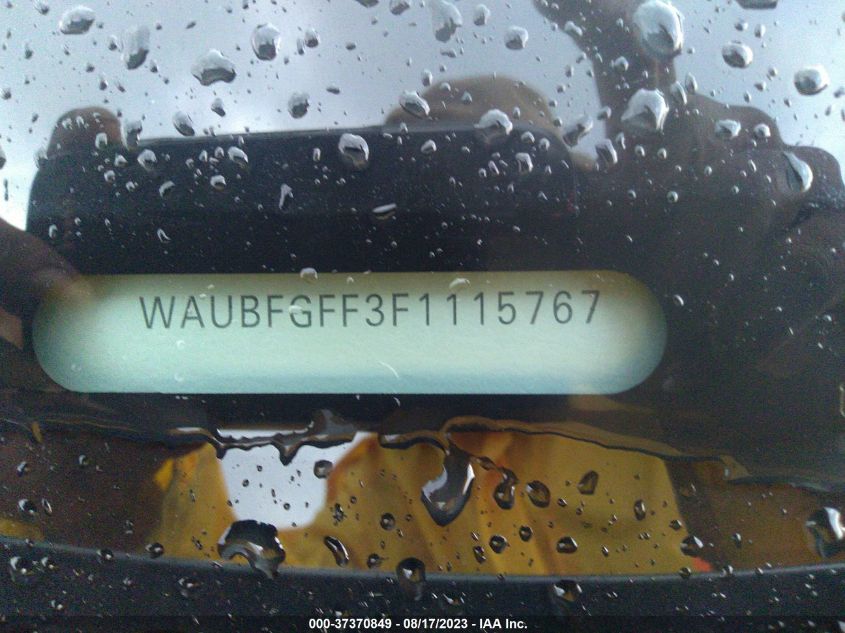 WAUBFGFF3F1115767
000-37370849 - 08/17/2023 - IAA Inc.